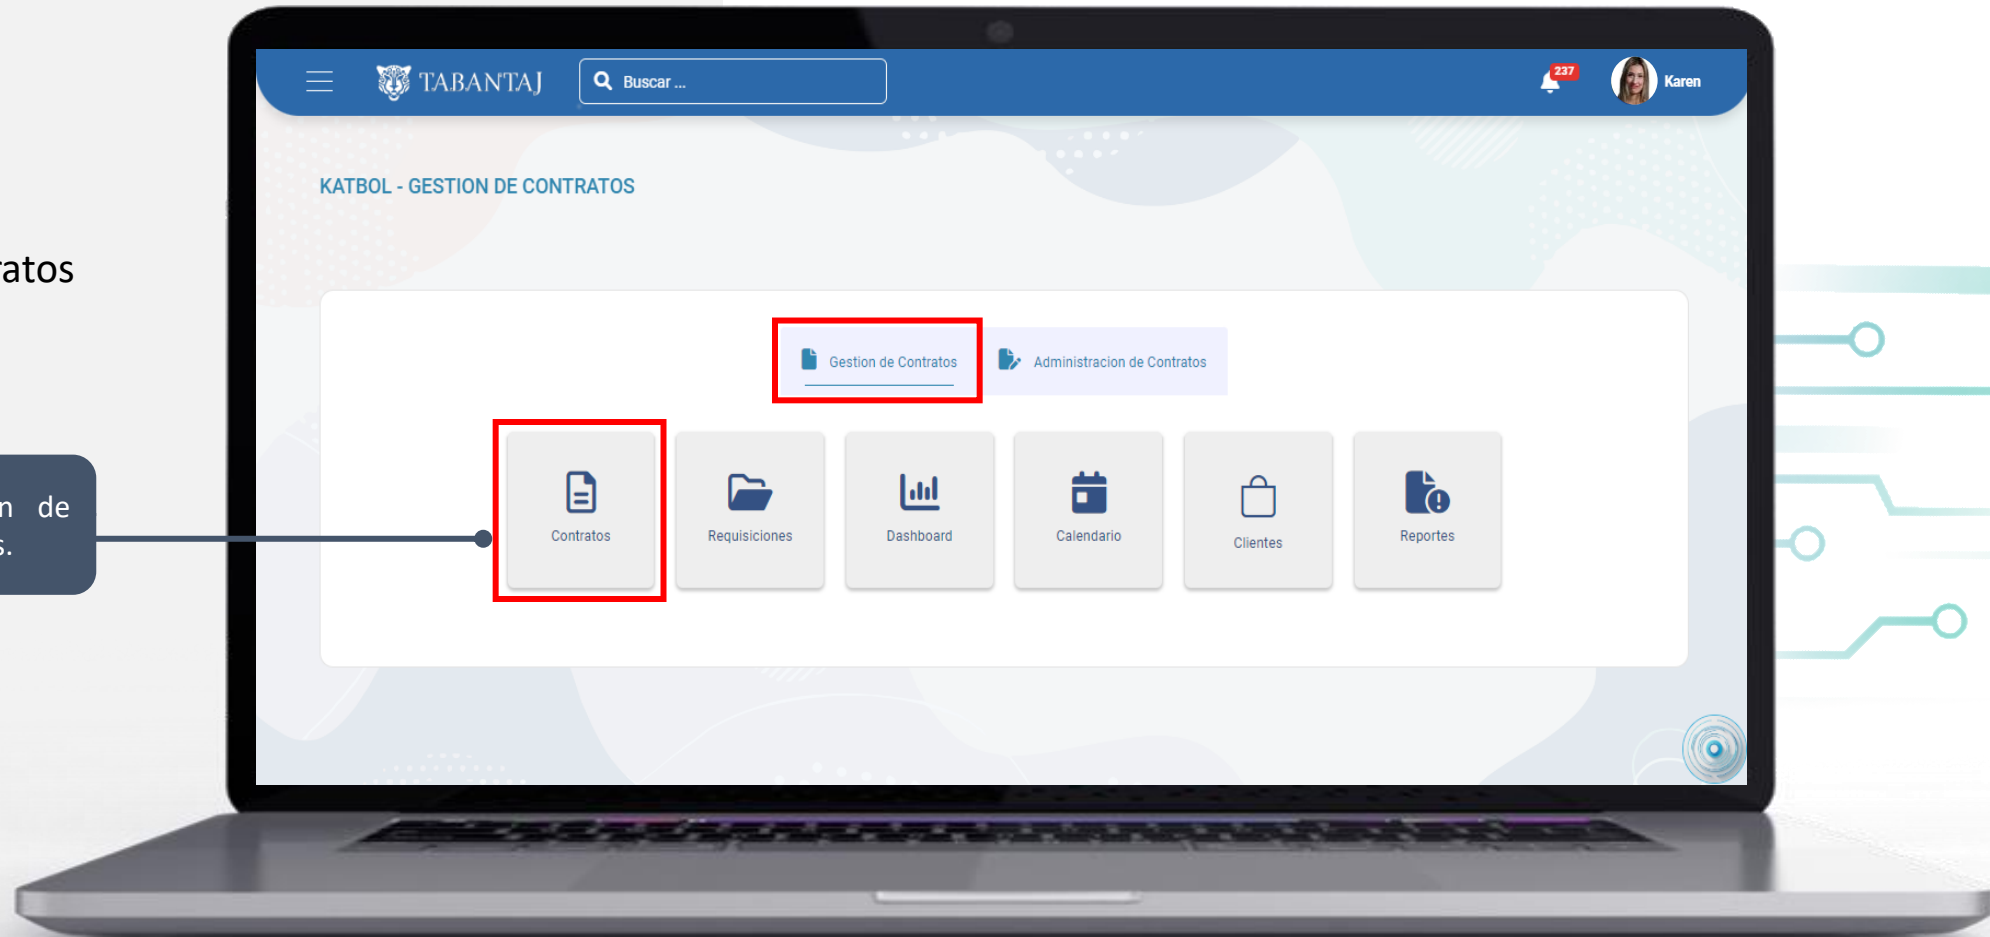 TABANTAJ
Buscar ...
237
Karen
KATBOL - GESTION DE CONTRATOS
Gestion de Contratos
Administracion de Contratos
de
Contratos
Requisiciones
Dashboard
Calendario
Clientes
Reportes